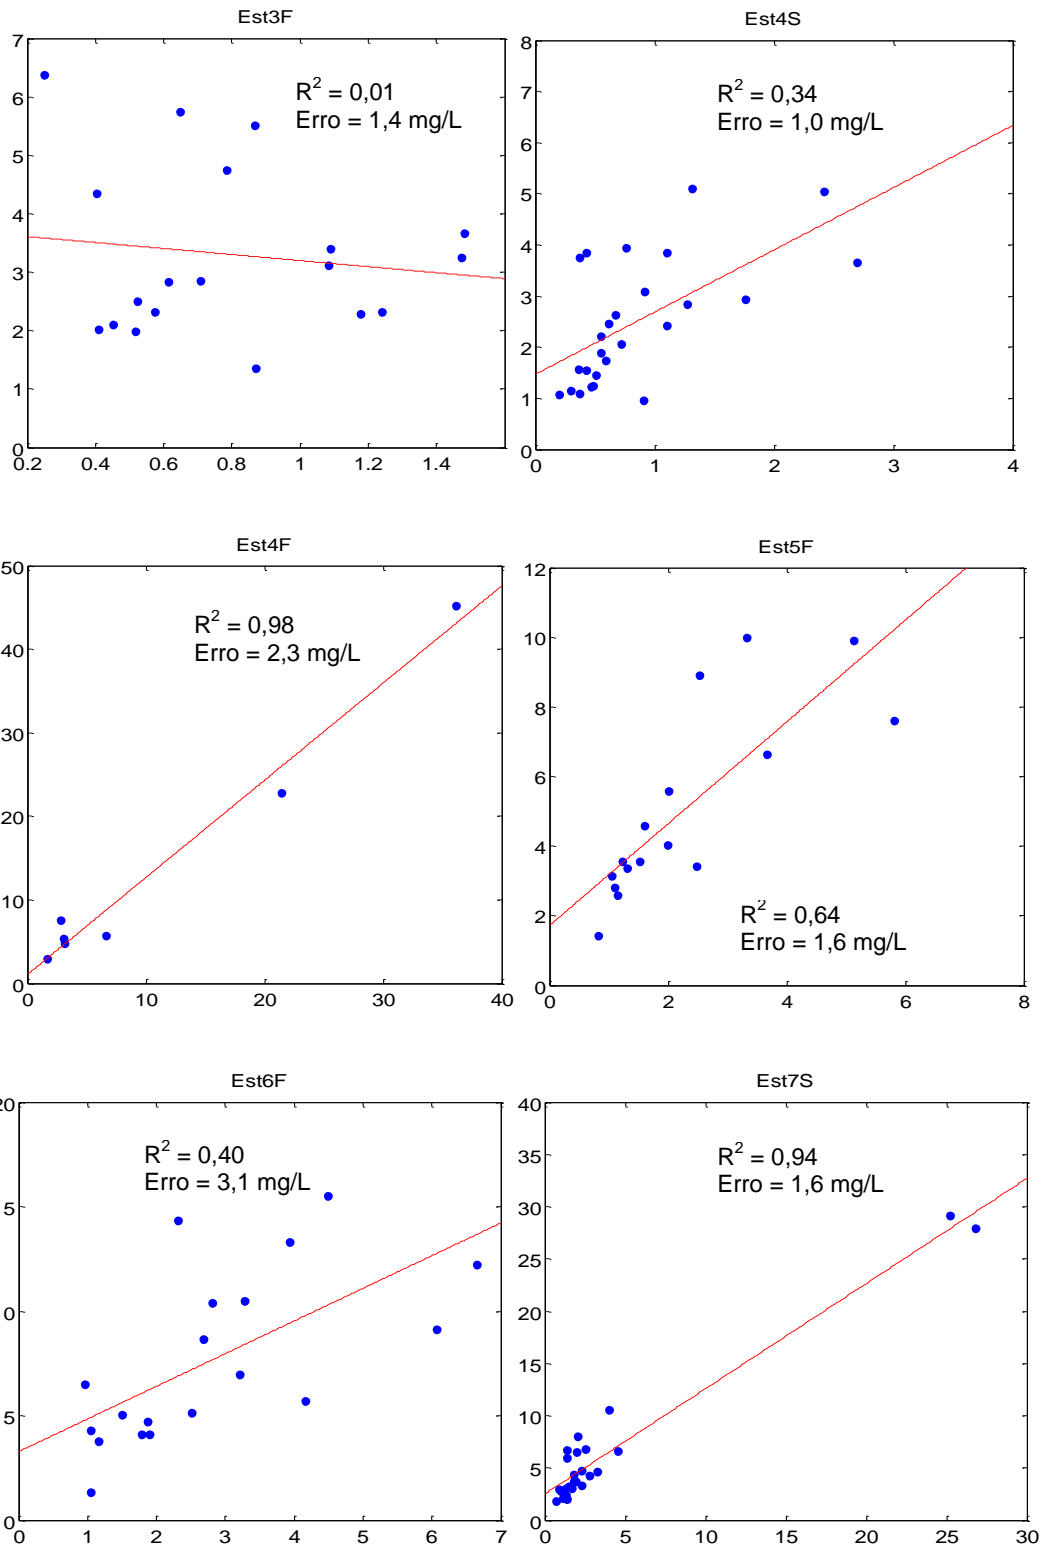 Est3F
R² = 0,01
Erro = 1,4 mg/L
7
6
5
4
3
2
1
0
0.2 0.4 0.6 0.8 1 1.2 1.4
Est4S
R² = 0,34
Erro = 1,0 mg/L
8
7
6
5
4
3
2
1
0
0 1 2 3 4
Est4F
R² = 0,98
Erro = 2,3 mg/L
50
40
30
20
10
0
0 10 20 30 40
Est5F
12
10
8
6
4
2
0
R² = 0,64
Erro = 1,6 mg/L
0 2 4 6 8
Est6F
R² = 0,40
Erro = 3,1 mg/L
20
5
0
5
0
0 1 2 3 4 5 6 7
Est7S
R² = 0,94
Erro = 1,6 mg/L
40
35
30
25
20
15
10
5
0
0 5 10 15 20 25 30